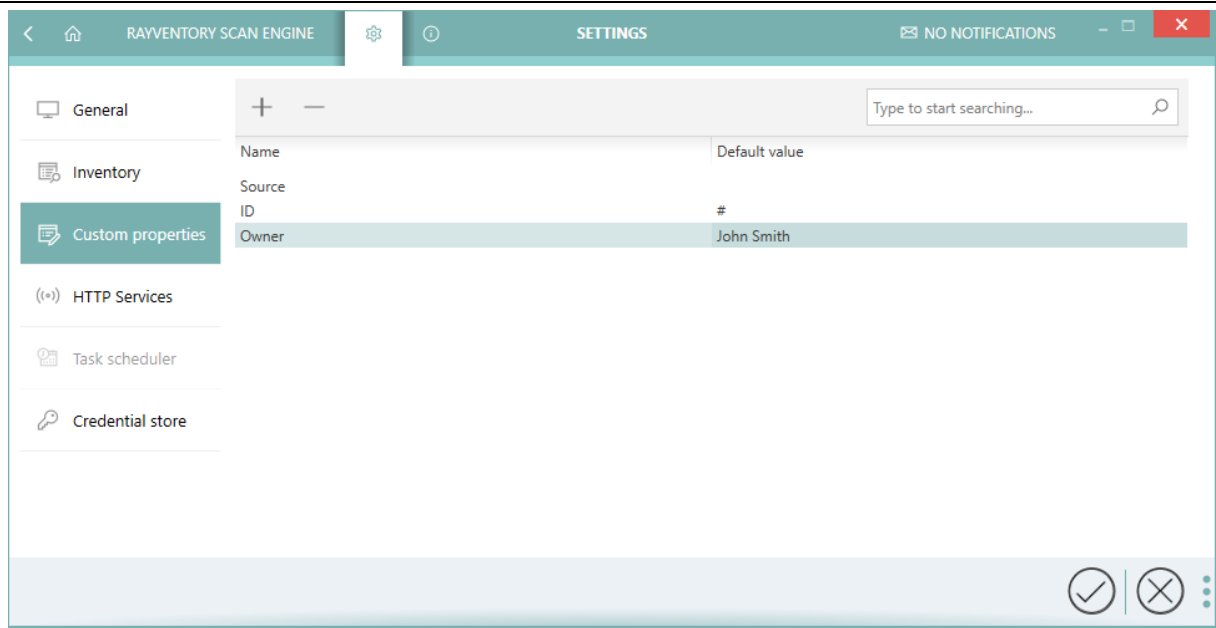 RAYVENTORY SCAN ENGINE SETTINGS NO NOTIFICATIONS
General
Inventory
Custom properties
HTTP Services
Task scheduler
Credential store
Type to start searching...
Name Default value
Source
ID #
Owner John Smith